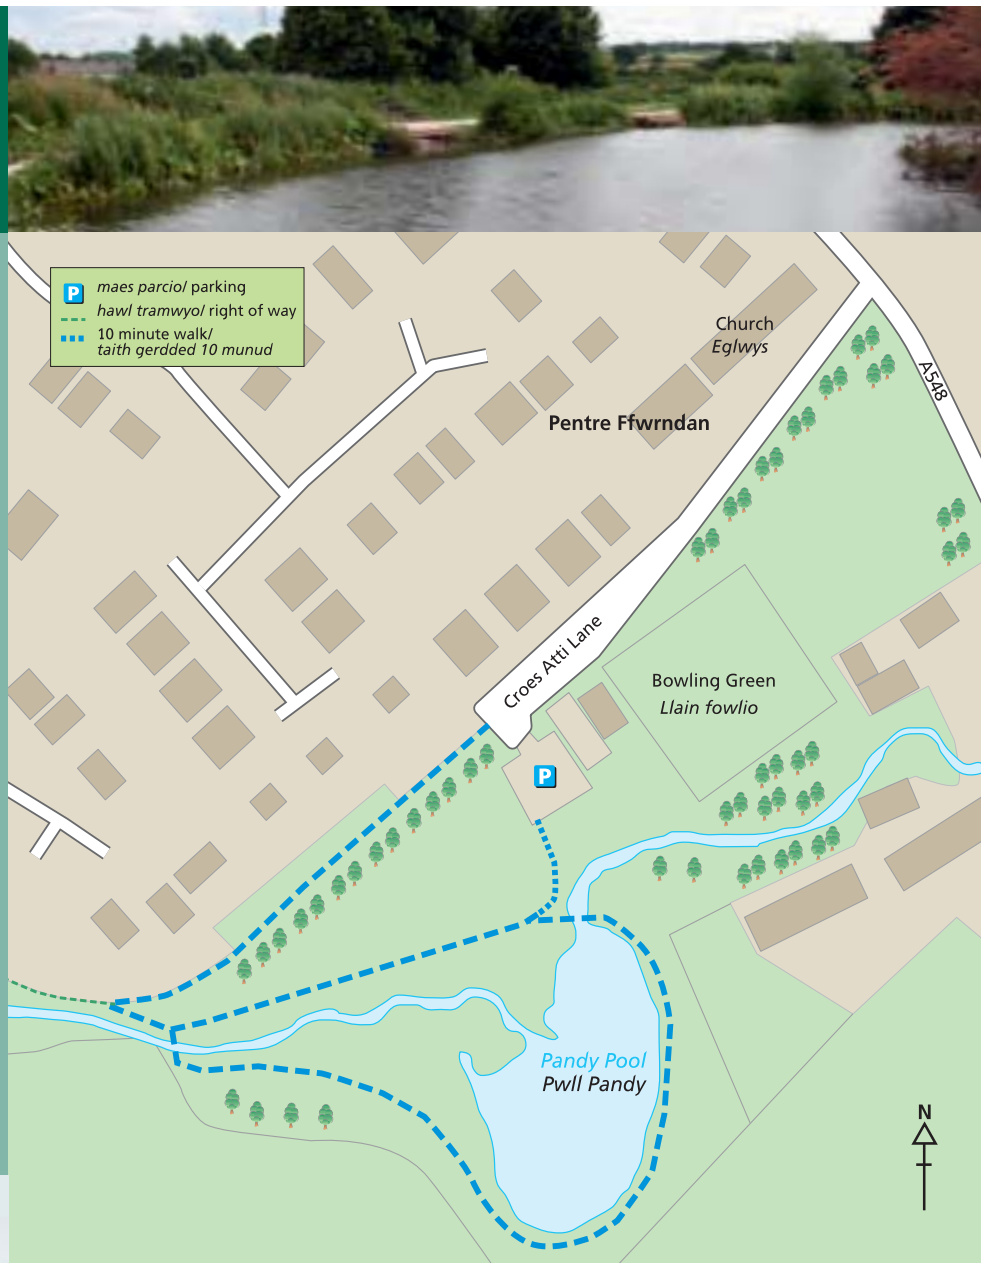 P maes parcio/ parking
hawl tramwyo/ right of way
10 minute walk/
taith gerdded 10 munud
Church
Eglwys
A548
Pentre Ffwrndan
Croes Atti Lane
Bowling Green
Llain fowlio
P
Pandy Pool
Pwll Pandy
N